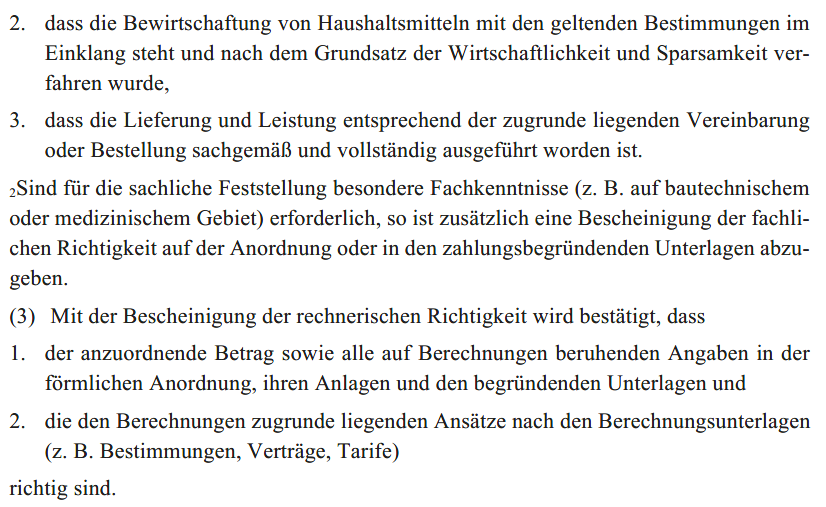 2. dass die Bewirtschaftung von Haushaltsmitteln mit den geltenden Bestimmungen im
Einklang steht und nach dem Grundsatz der Wirtschaftlichkeit und Sparsamkeit ver-
fahren wurde,
3. dass die Lieferung und Leistung entsprechend der zugrunde liegenden Vereinbarung
oder Bestellung sachgemäß und vollständig ausgeführt worden ist.
₂Sind für die sachliche Feststellung besondere Fachkenntnisse (z. B. auf bautechnischem
oder medizinischem Gebiet) erforderlich, so ist zusätzlich eine Bescheinigung der fachli-
chen Richtigkeit auf der Anordnung oder in den zahlungsbegründenden Unterlagen abzu-
geben.
(3) Mit der Bescheinigung der rechnerischen Richtigkeit wird bestätigt, dass
1. der anzuordnende Betrag sowie alle auf Berechnungen beruhenden Angaben in der
förmlichen Anordnung, ihren Anlagen und den begründenden Unterlagen und
2. die den Berechnungen zugrunde liegenden Ansätze nach den Berechnungsunterlagen
(z. B. Bestimmungen, Verträge, Tarife)
richtig sind.